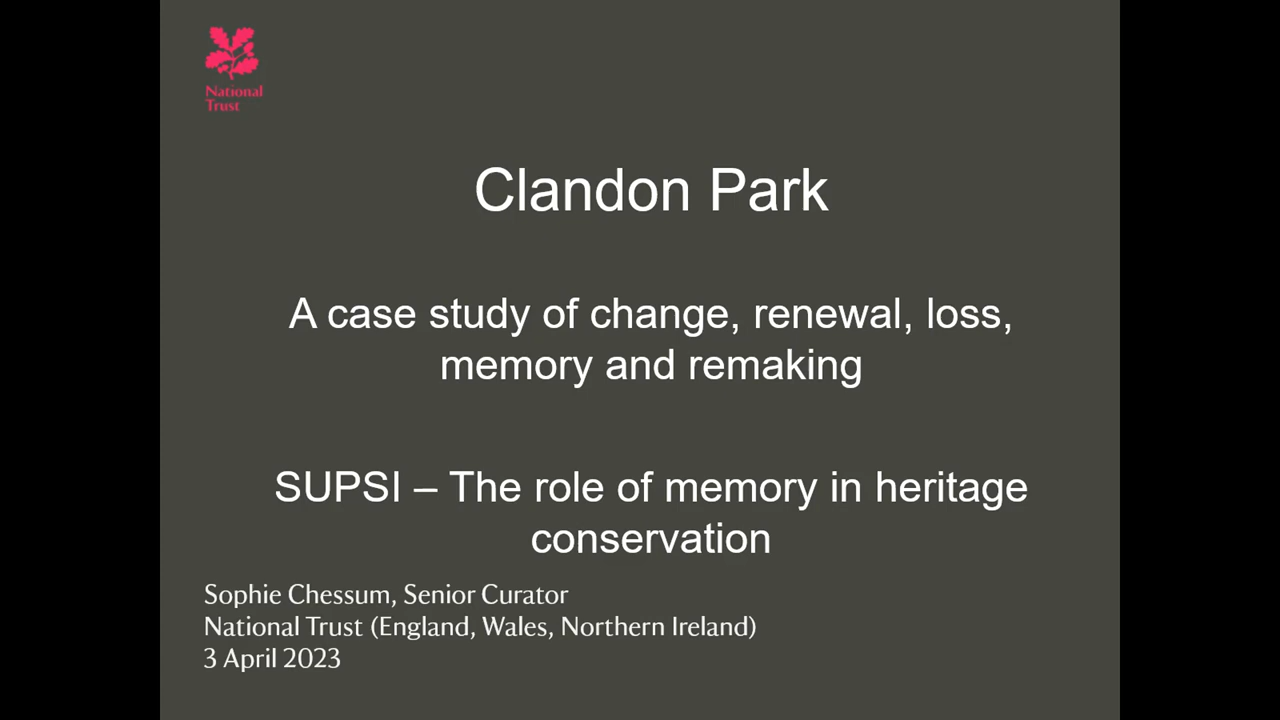 National
Trust
Clandon Park
A case study of change, renewal, loss,
memory and remaking
SUPSI – The role of memory in heritage
conservation
Sophie Chessum, Senior Curator
National Trust (England, Wales, Northern Ireland)
3 April 2023